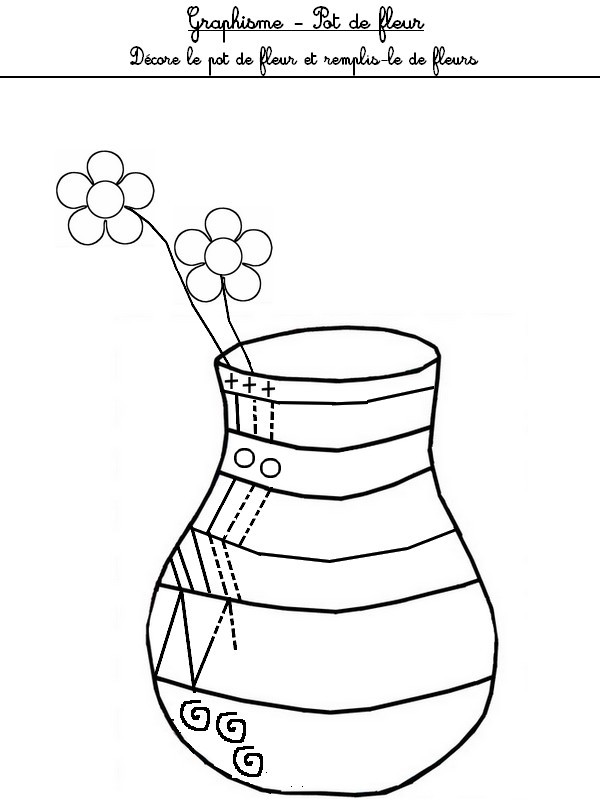 Graphisme - Pot de fleur
Décore le pot de fleur et remplis-le de fleurs